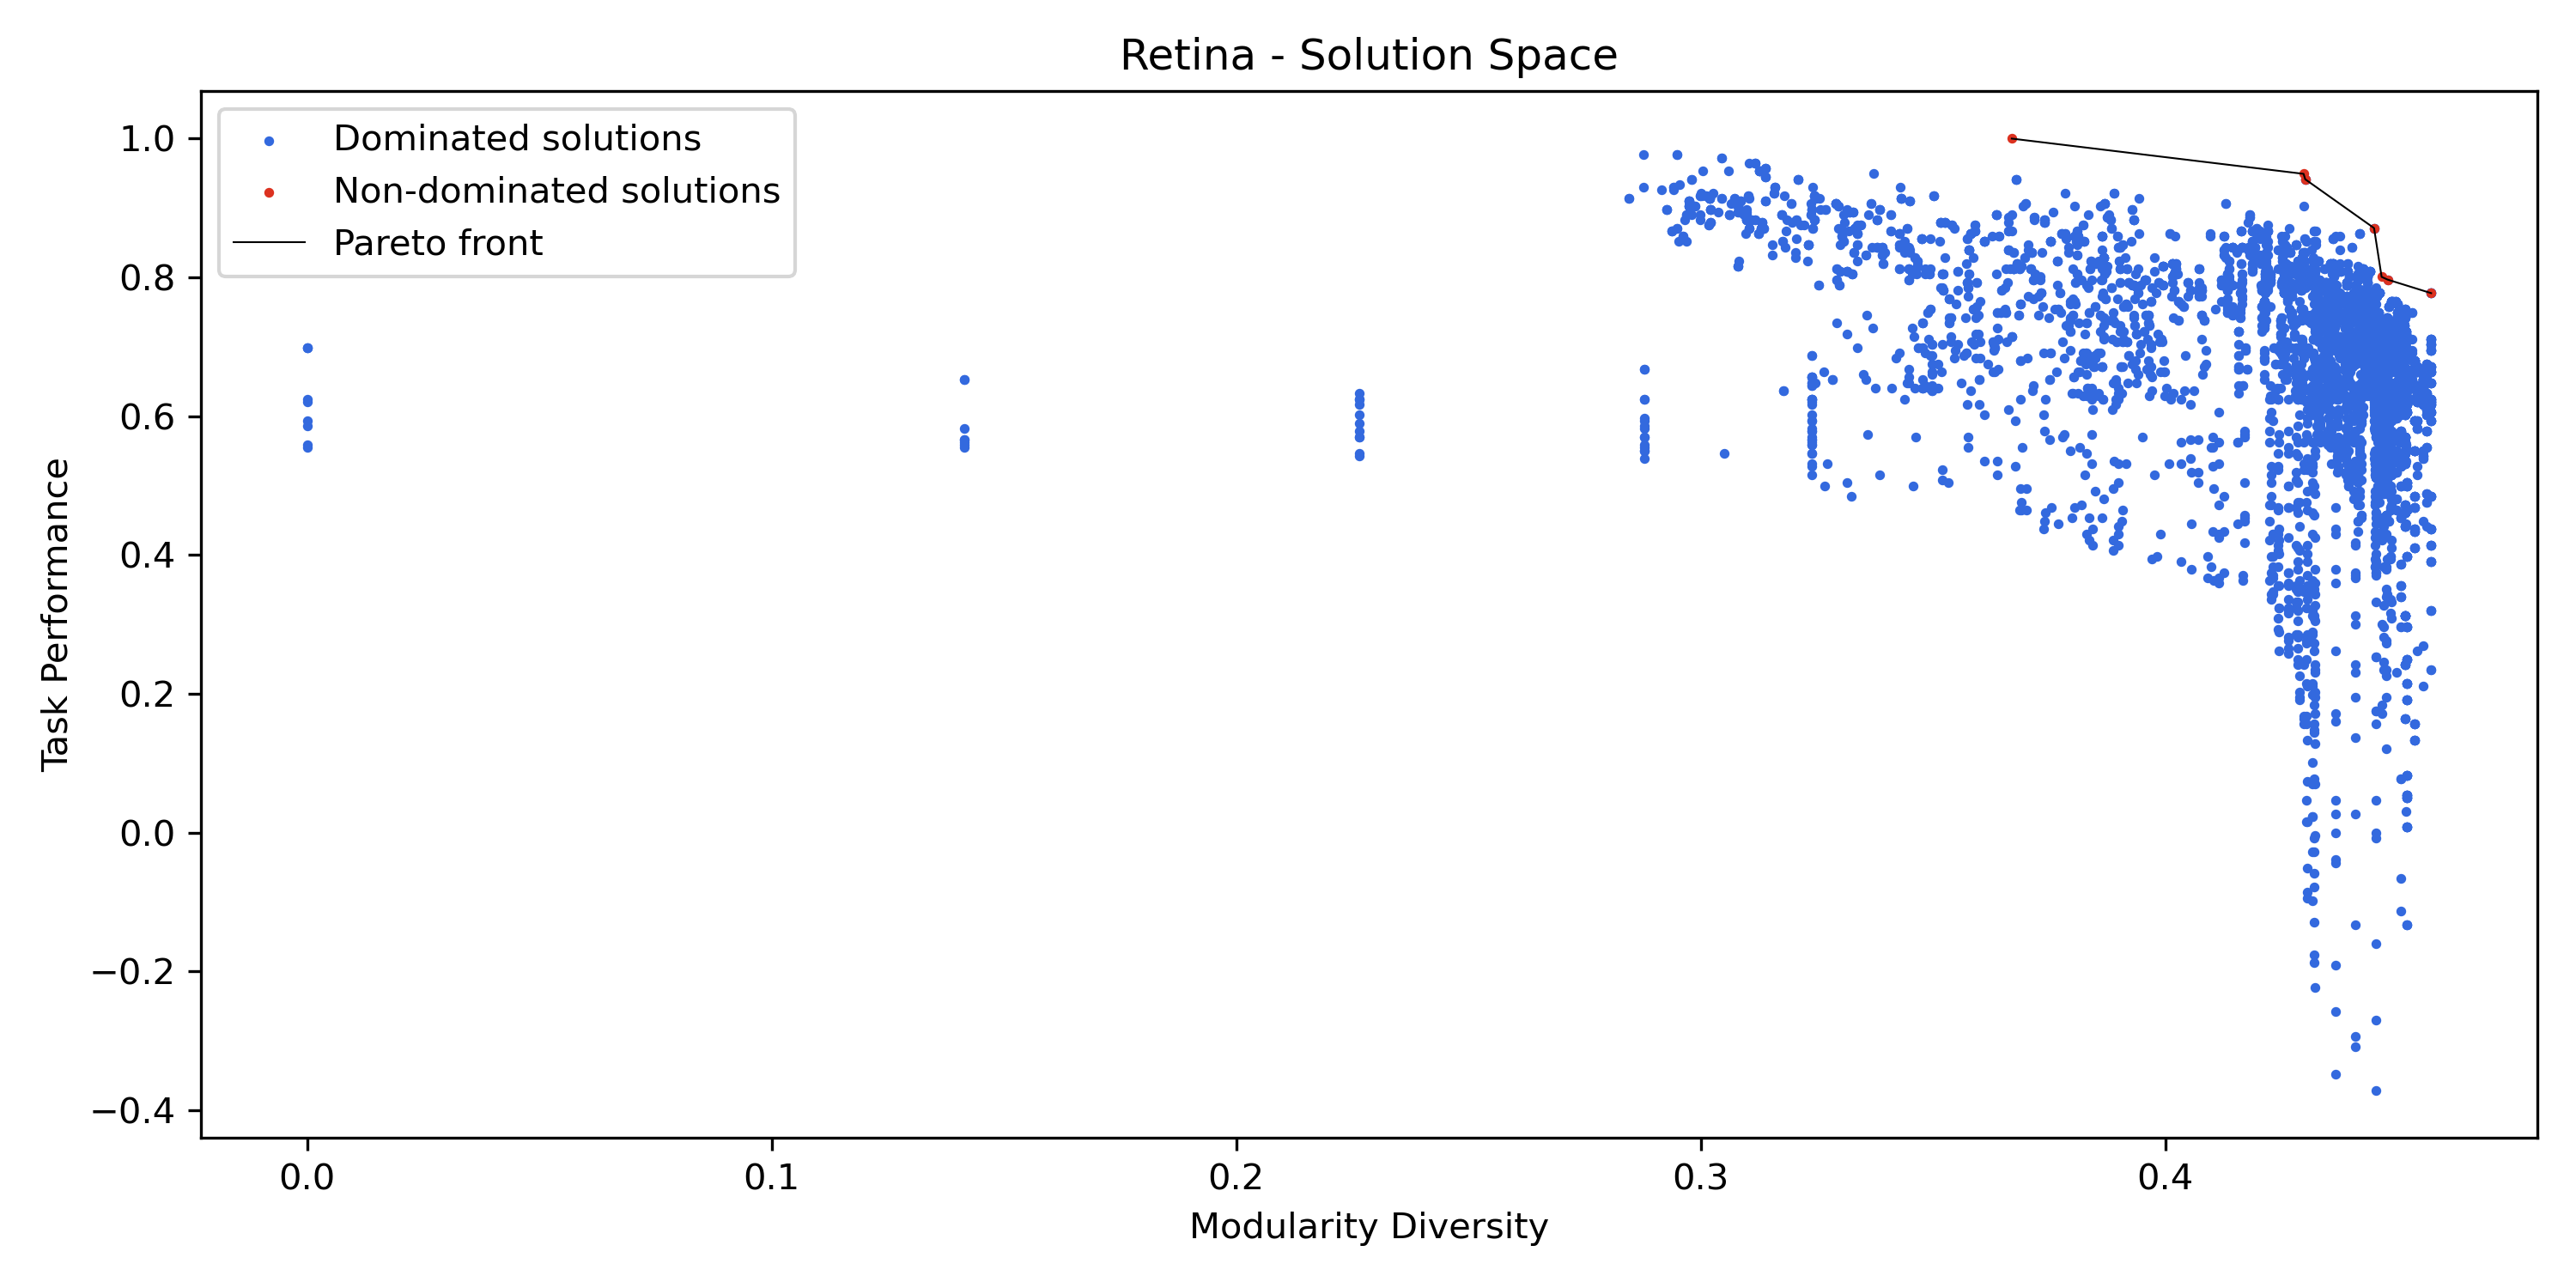 Retina - Solution Space
Dominated solutions
Non-dominated solutions
Pareto front
1.0
0.8
0.6
0.4
0.2
0.0
−0.2
−0.4
Task Performance
0.0
0.1
0.2
0.3
0.4
Modularity Diversity